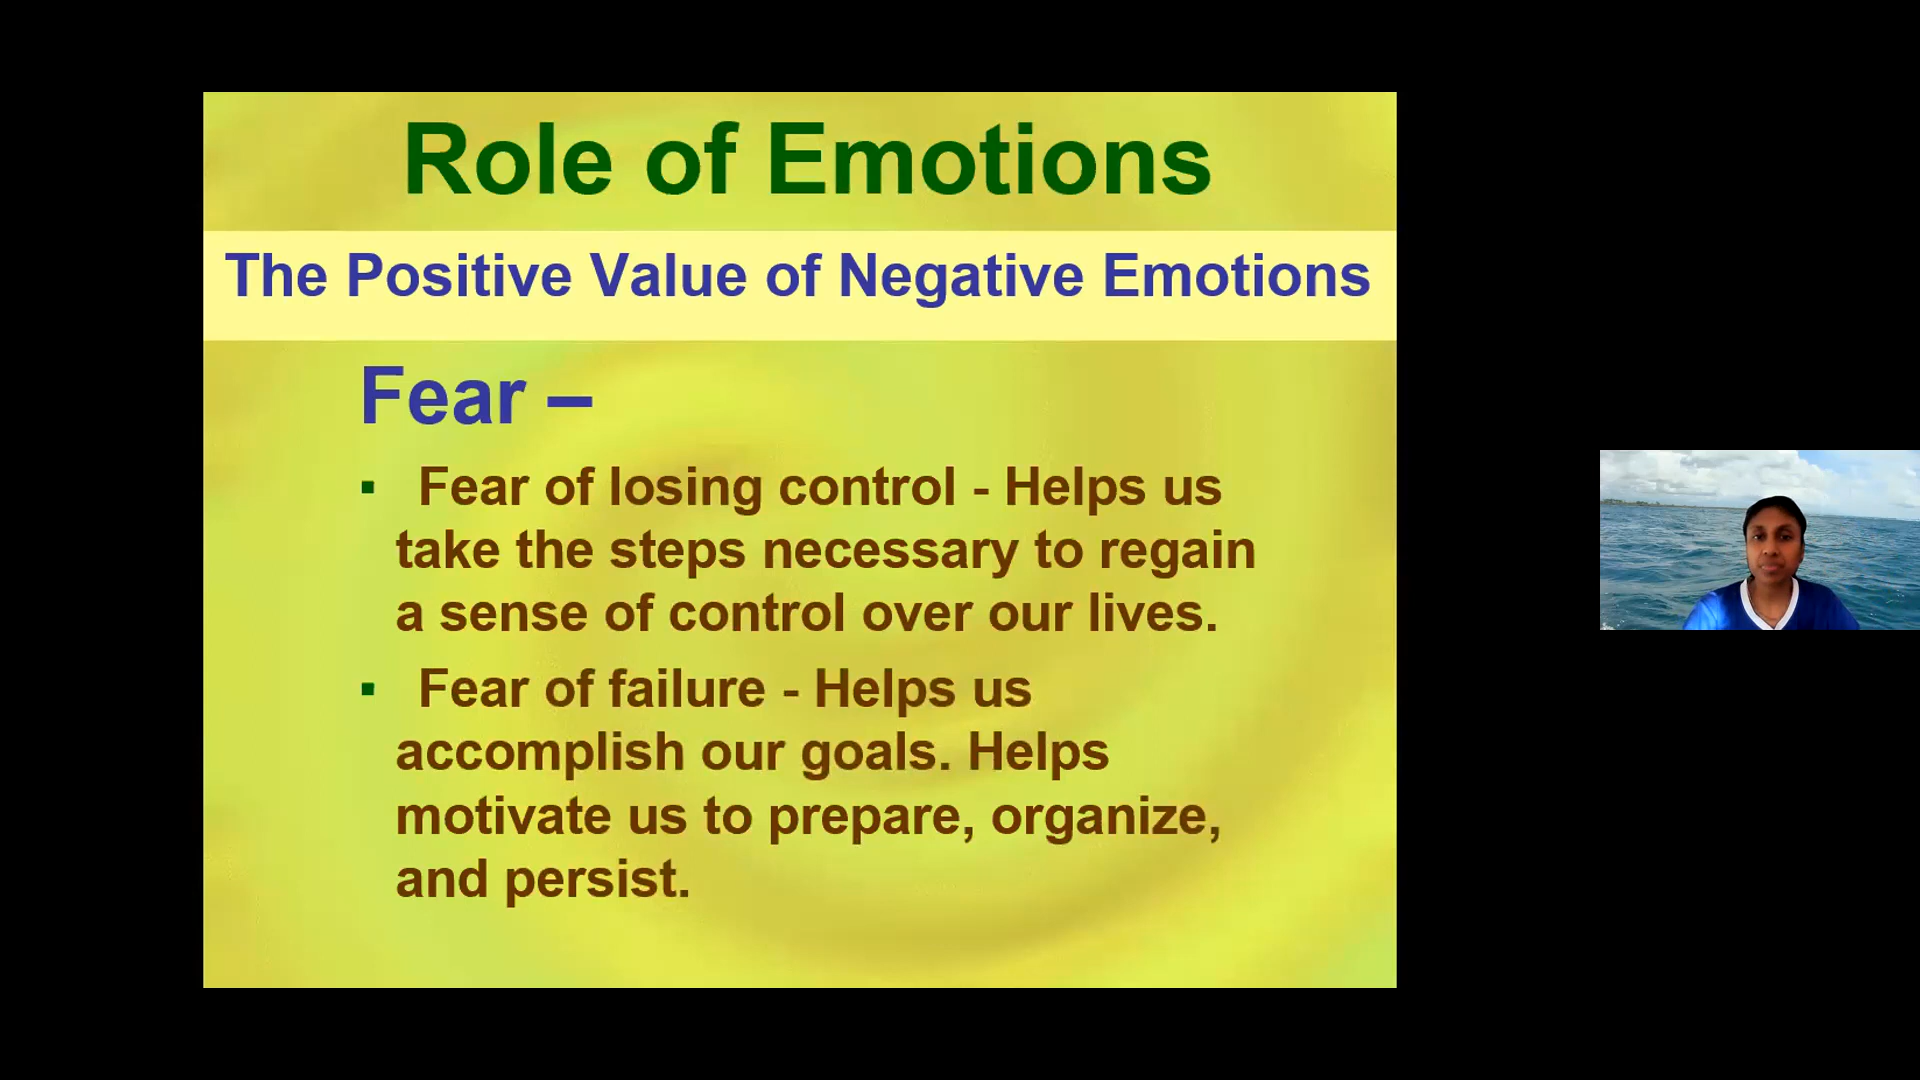 Role of Emotions
The Positive Value of Negative Emotions
Fear –
▪ Fear of losing control - Helps us
take the steps necessary to regain
a sense of control over our lives.
▪ Fear of failure - Helps us
accomplish our goals. Helps
motivate us to prepare, organize,
and persist.